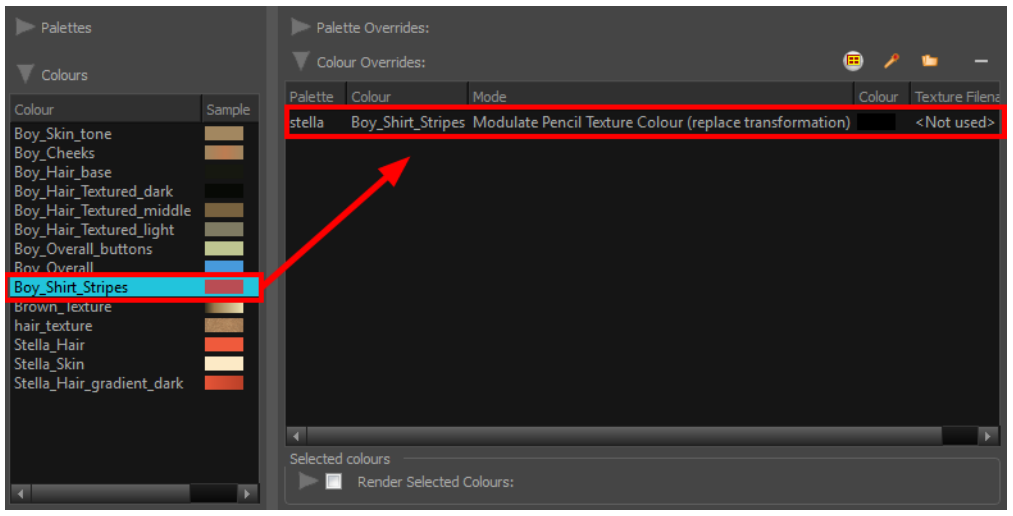 Palettes
Colours
Colour Sample
Boy_Skin_tone
Boy_Cheeks
Boy_Hair_base
Boy_Hair_Textured_dark
Boy_Hair_Textured_middle
Boy_Hair_Textured_light
Boy_Overall_buttons
Boy_Overall
Boy_Shirt_Stripes
Brown_Texture
hair_texture
Stella_Hair
Stella_Skin
Stella_Hair_gradient_dark
Palette Overrides:
Colour Overrides:
Palette Colour Mode Colour Texture Filena
stella Boy_Shirt_Stripes Modulate Pencil Texture Colour (replace transformation) <Not used>
Selected colours
Render Selected Colours: